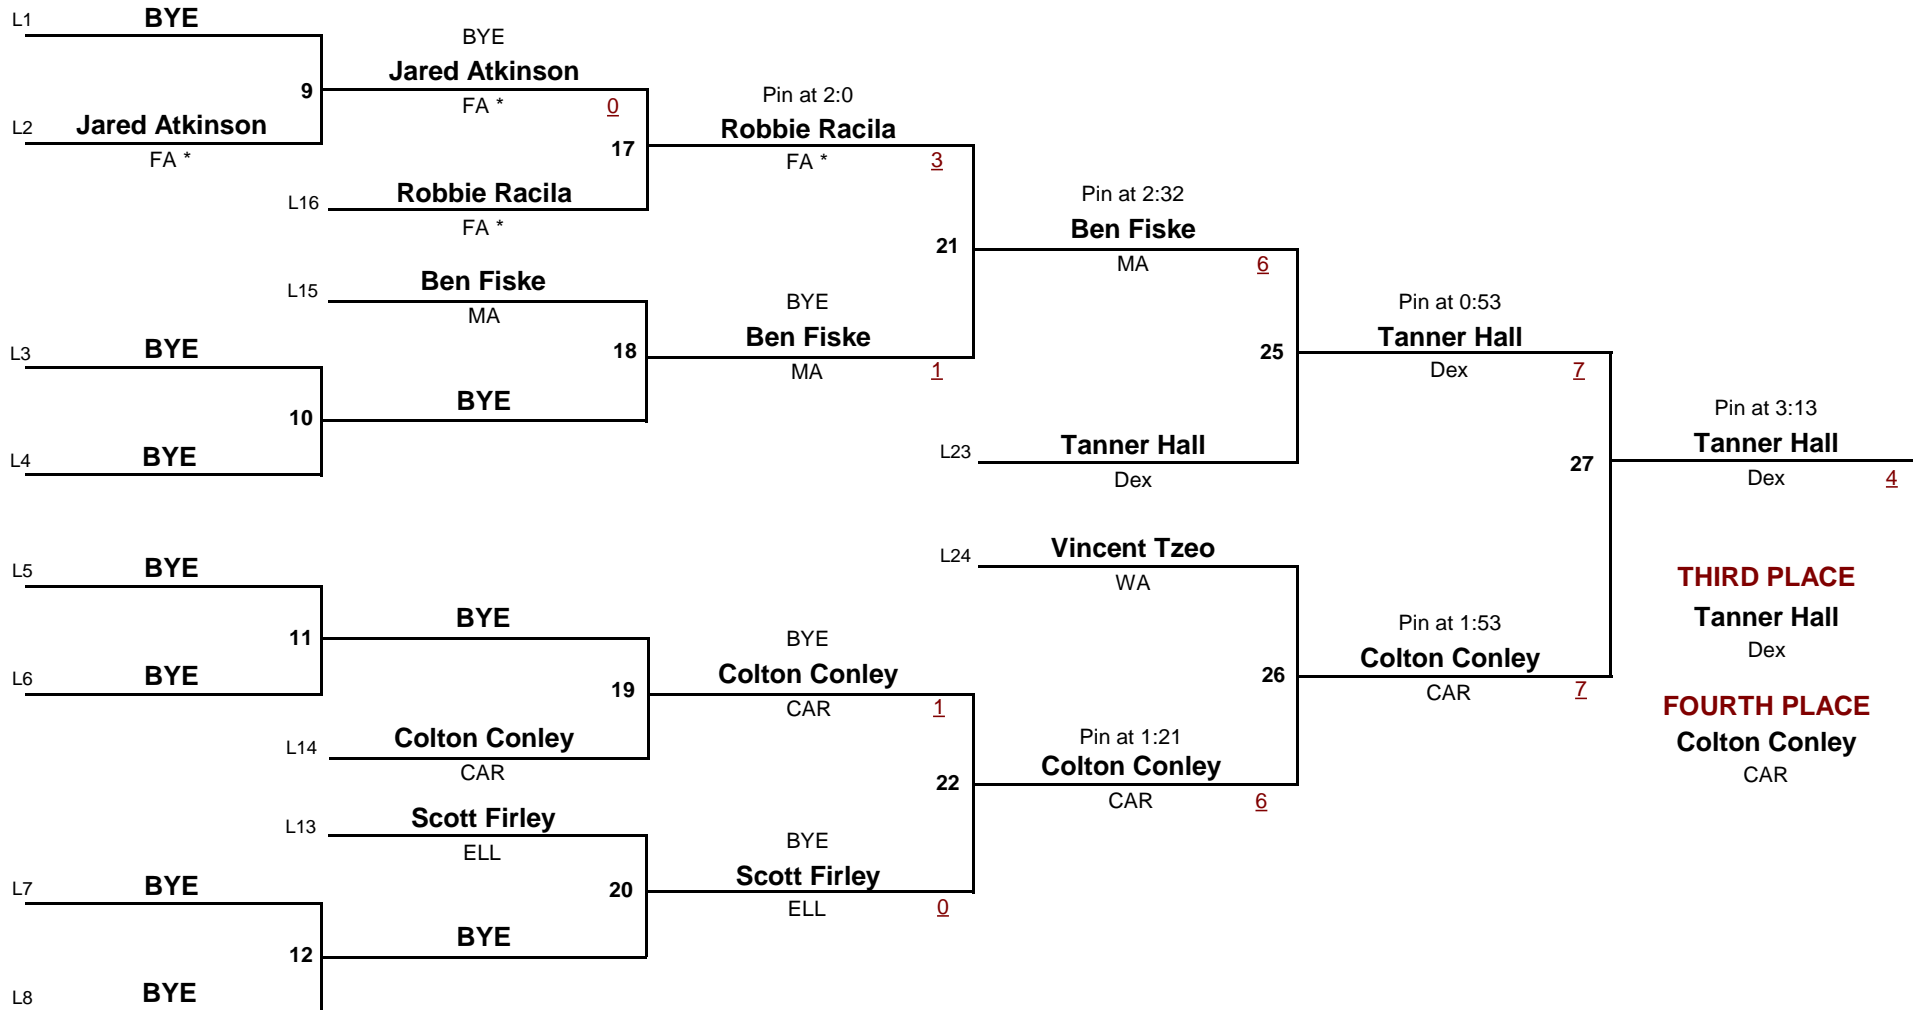 L1 BYE
9
L2 Jared Atkinson
FA *
BYE
Jared Atkinson
FA * 0
17
L16 Robbie Racila
FA *
Pin at 2:0
Robbie Racila
FA * 3
21
L15 Ben Fiske
MA
18
L3 BYE
10
L4 BYE
BYE
BYE
Ben Fiske
MA 1
Pin at 2:32
Ben Fiske
MA 6
25
L23 Tanner Hall
Dex
Pin at 0:53
Tanner Hall
Dex 7
27
Pin at 3:13
Tanner Hall
Dex 4
L5 BYE
11
L6 BYE
BYE
19
L14 Colton Conley
CAR
BYE
Colton Conley
CAR 1
22
L13 Scott Firley
ELL
20
L7 BYE
12
L8 BYE
BYE
BYE
Scott Firley
ELL 0
L24 Vincent Tzeo
WA
26
Pin at 1:21
Colton Conley
CAR 6
Pin at 1:53
Colton Conley
CAR 7
THIRD PLACE
Tanner Hall
Dex
FOURTH PLACE
Colton Conley
CAR